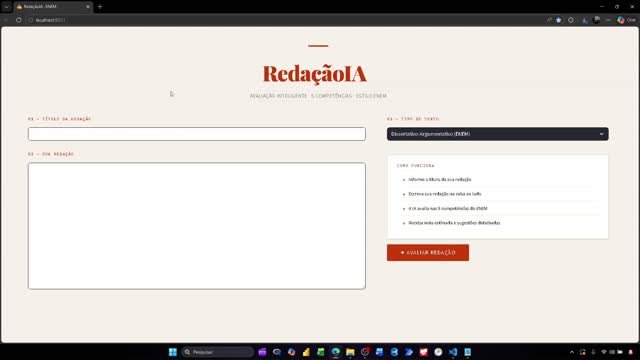 RedaçãoIA - ENEM
localhost:8501
Chat
RedaçãoIA
AVALIAÇÃO INTELIGENTE · 5 COMPETÊNCIAS · ESTILO ENEM
01 — TÍTULO DA REDAÇÃO
02 — SUA REDAÇÃO
03 — TIPO DE TEXTO
Dissertativo-Argumentativo (ENEM)
COMO FUNCIONA
Informe o título da sua redação
Escreva sua redação na caixa ao lado
A IA avalia nas 5 competências do ENEM
Receba nota estimada e sugestões detalhadas
AVALIAR REDAÇÃO
Pesquisar